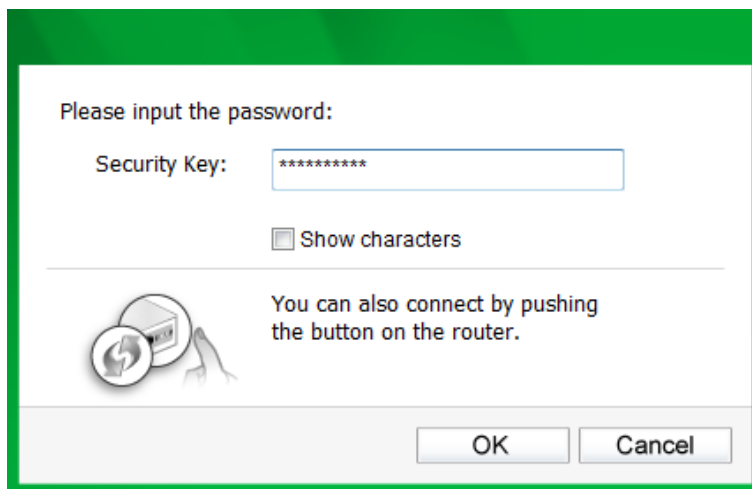 Please input the password:
Security Key: **********
Show characters
You can also connect by pushing
the button on the router.
OK Cancel